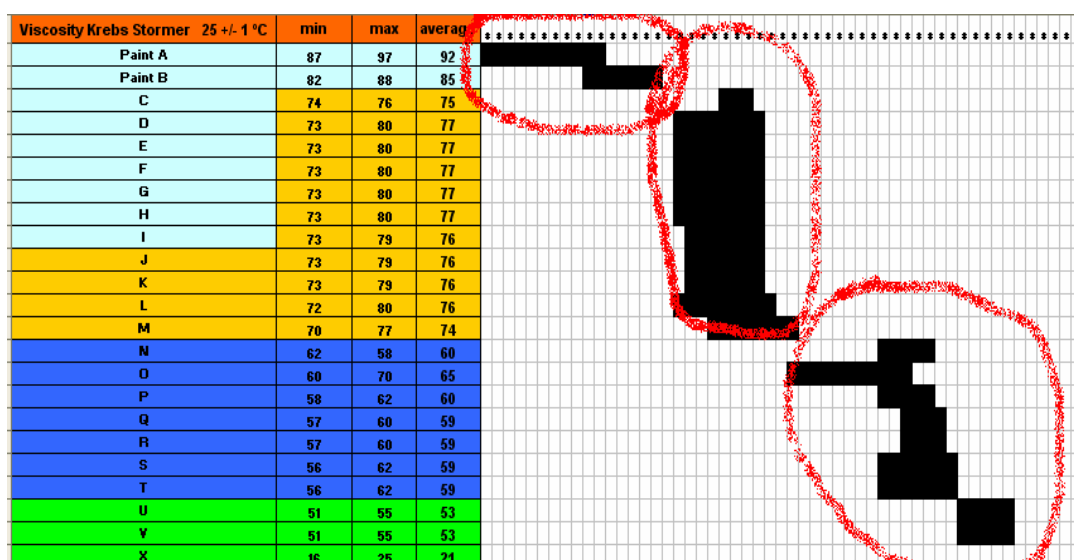 Viscosity Krebs Stormer 25 +/- 1 ºC min max averag
Paint A 87 97 92
Paint B 82 88 85
C 74 76 75
D 73 80 77
E 73 80 77
F 73 80 77
G 73 80 77
H 73 80 77
I 73 79 76
J 73 79 76
K 73 79 76
L 72 80 76
M 70 77 74
N 62 58 60
O 60 70 65
P 58 62 60
Q 57 60 59
R 57 60 59
S 56 62 59
T 56 62 59
U 51 55 53
V 51 55 53
X 16 25 21